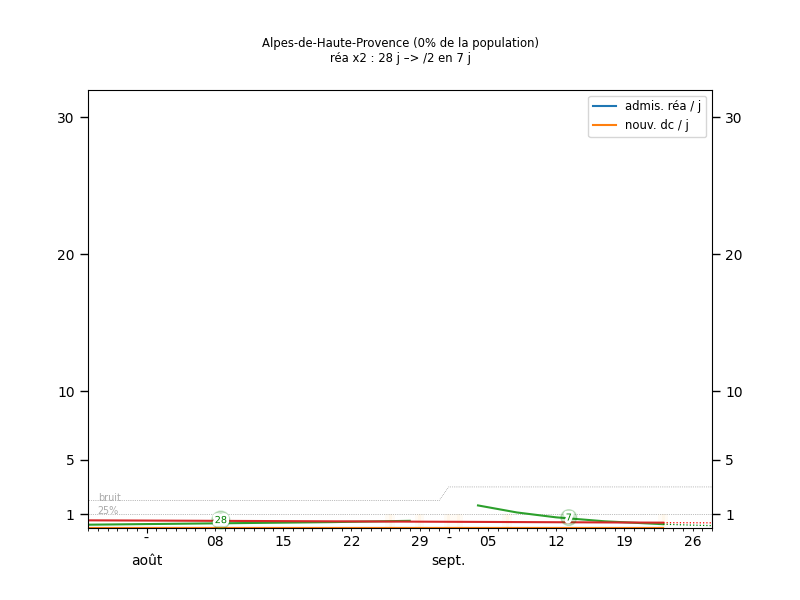 Alpes-de-Haute-Provence (0% de la population)
réa x2 : 28 j –> /2 en 7 j
admis. réa / j
nouv. dc / j
30
30
20
20
10
10
5
5
bruit
25%
1
1
28
7
- 08 15 22 29 - 05 12 19 26
août sept.